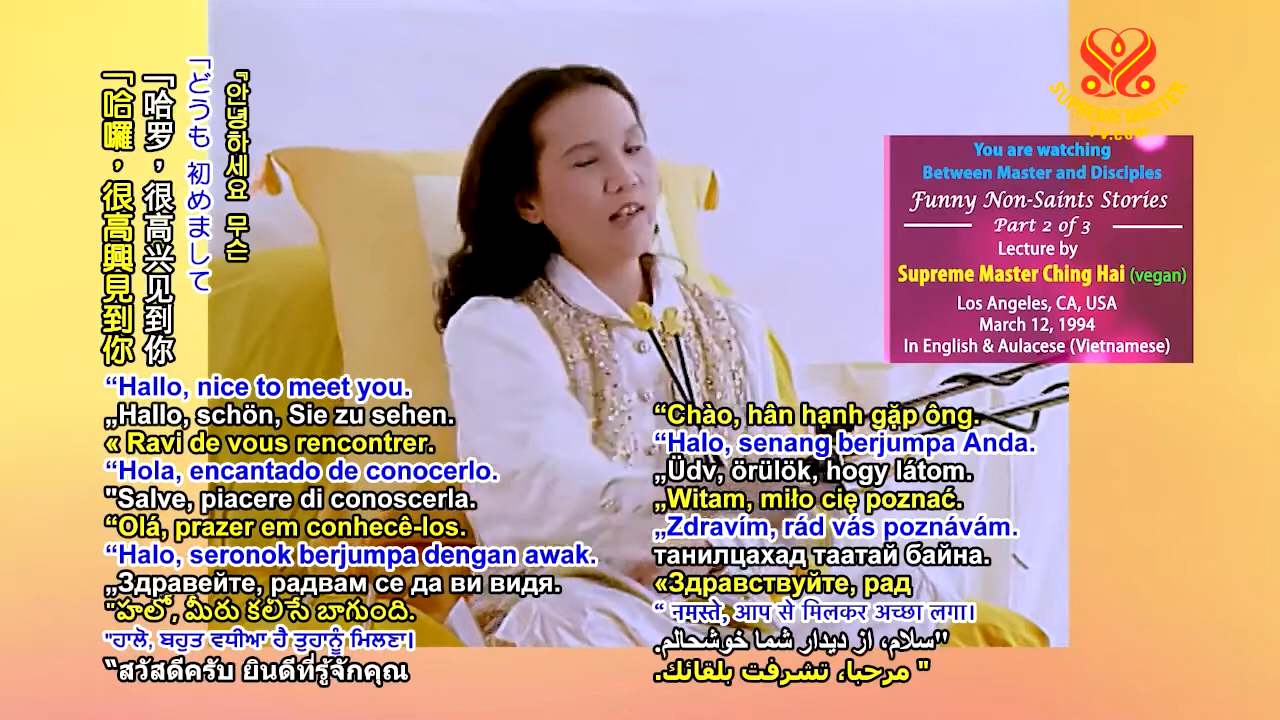 「哈囉，很高興見到你
「哈罗，很高兴见到你
「どうも 初めまして
『안녕하세요 무슨
SUPREME MASTER
TV.com
You are watching
Between Master and Disciples
Funny Non-Saints Stories
Part 2 of 3
Lecture by
Supreme Master Ching Hai (vegan)
Los Angeles, CA, USA
March 12, 1994
In English & Aulacese (Vietnamese)
“Hallo, nice to meet you.
„Hallo, schön, Sie zu sehen.
« Ravi de vous rencontrer.
“Hola, encantado de conocerlo.
"Salve, piacere di conoscerla.
“Olá, prazer em conhecê-los.
“Halo, seronok berjumpa dengan awak.
„Здравейте, радвам се да ви видя.
"హలో, మీరు కలిసే బాగుంది.
"ਹਾਲੋ, ਬਹੁਤ ਵਧੀਆ ਹੈ ਤੁਹਾਨੂੰ ਮਿਲਣਾ।
“สวัสดีครับ ยินดีที่รู้จักคุณ
“Chào, hân hạnh gặp ông.
“Halo, senang berjumpa Anda.
„Üdv, örülök, hogy látom.
„Witam, miło cię poznać.
„Zdravím, rád vás poznávám.
танилцахад таатай байна.
«Здравствуйте, рад
“ नमस्ते, आप से मिलकर अच्छा लगा।
"سلام، از دیدار شما خوشحالم.
" مرحبا، تشرفت بلقائك.